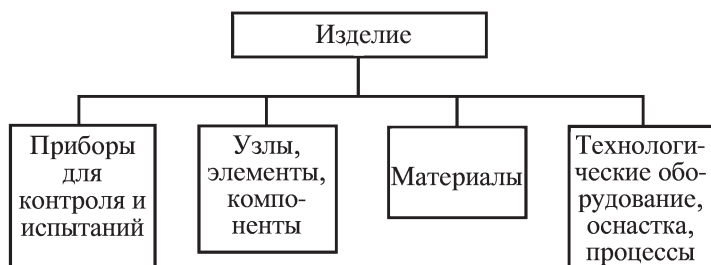 Изделие
Приборы
для
контроля и
испытаний
Узлы,
элементы,
компо-
ненты
Материалы
Технологи-
ческие обо-
рудование,
оснастка,
процессы